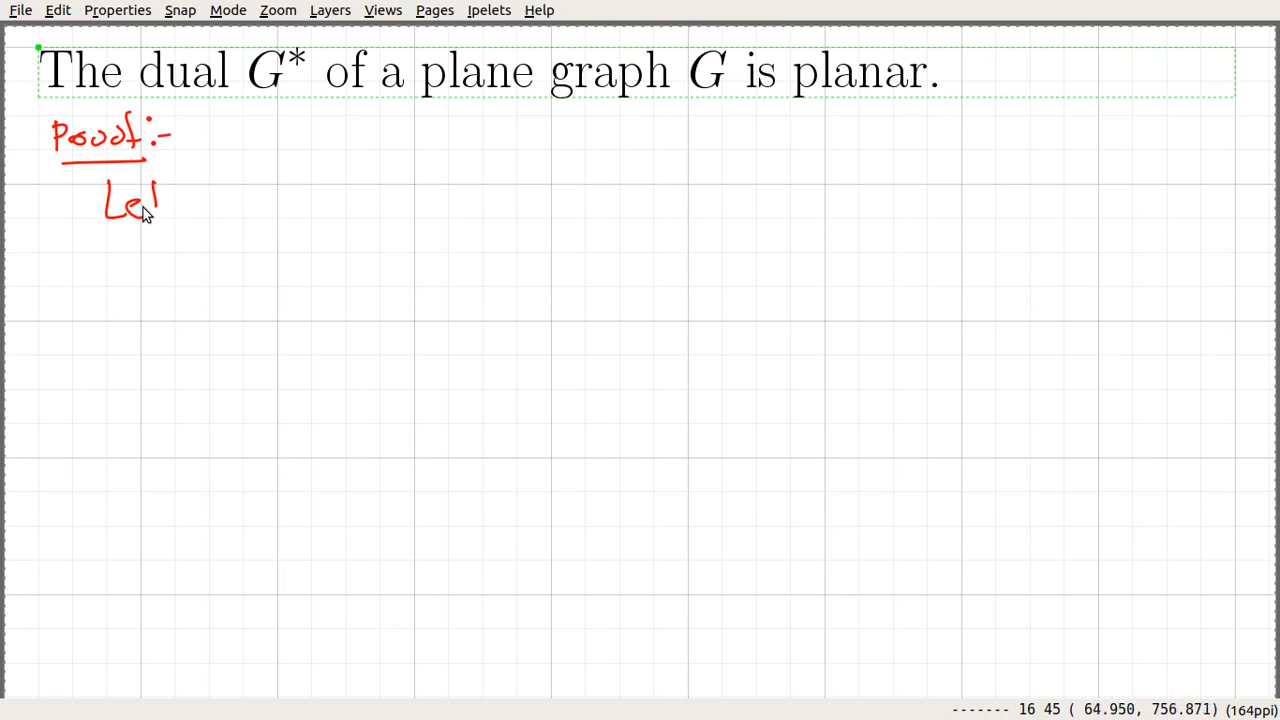 File Edit Properties Snap Mode Zoom Layers Views Pages Ipelets Help
The dual G* of a plane graph G is planar.
Proof :-
Let
------- 16 45 ( 64.950, 756.871) (164ppi)